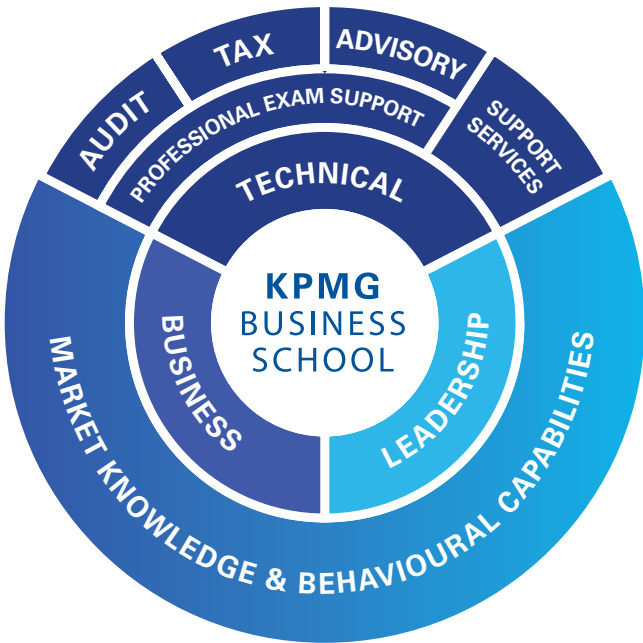 AUDIT
TAX
ADVISORY
SUPPORT
SERVICES
PROFESSIONAL EXAM SUPPORT
TECHNICAL
KPMG
BUSINESS
SCHOOL
BUSINESS
LEADERSHIP
MARKET KNOWLEDGE & BEHAVIOURAL CAPABILITIES